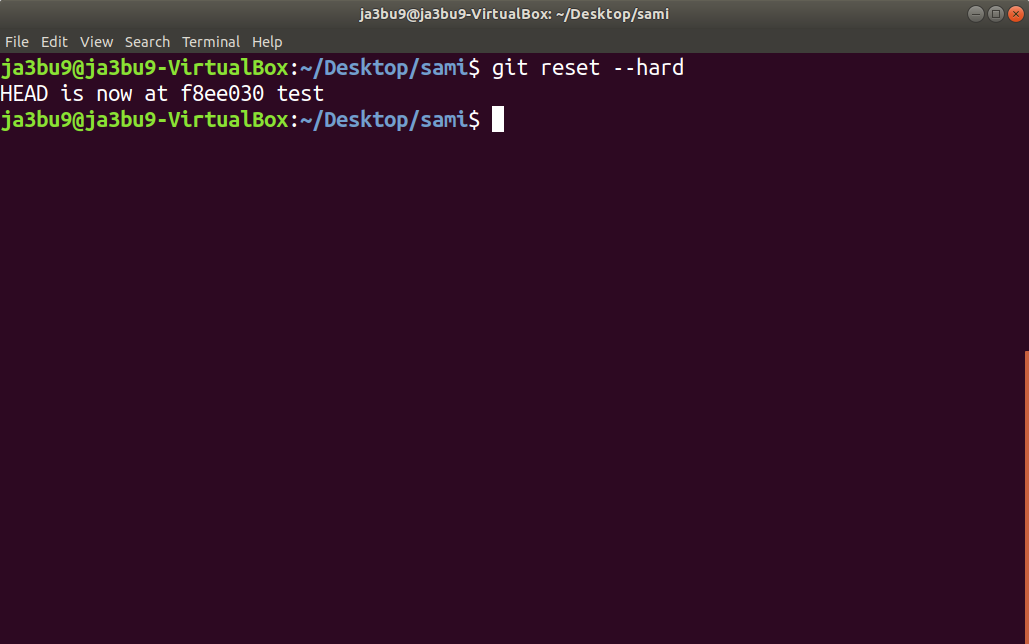 ja3bu9@ja3bu9-VirtualBox: ~/Desktop/sami
File Edit View Search Terminal Help
ja3bu9@ja3bu9-VirtualBox:~/Desktop/sami$ git reset --hard
HEAD is now at f8ee030 test
ja3bu9@ja3bu9-VirtualBox:~/Desktop/sami$